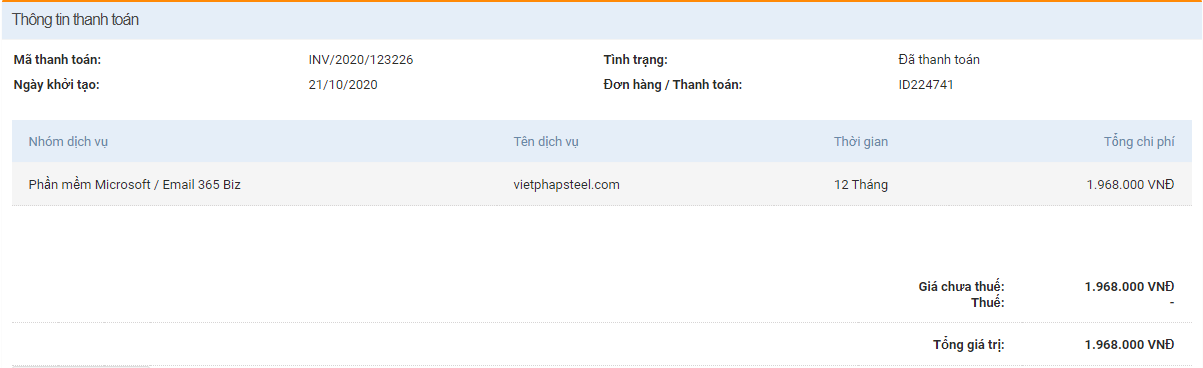 Thông tin thanh toán
Mã thanh toán: INV/2020/123226 Tình trạng: Đã thanh toán
Ngày khởi tạo: 21/10/2020 Đơn hàng / Thanh toán: ID224741
Nhóm dịch vụ Tên dịch vụ Thời gian Tổng chi phí
Phần mềm Microsoft / Email 365 Biz vietphapsteel.com 12 Tháng 1.968.000 VNĐ
Giá chưa thuế: 1.968.000 VNĐ
Thuế: -
Tổng giá trị: 1.968.000 VNĐ